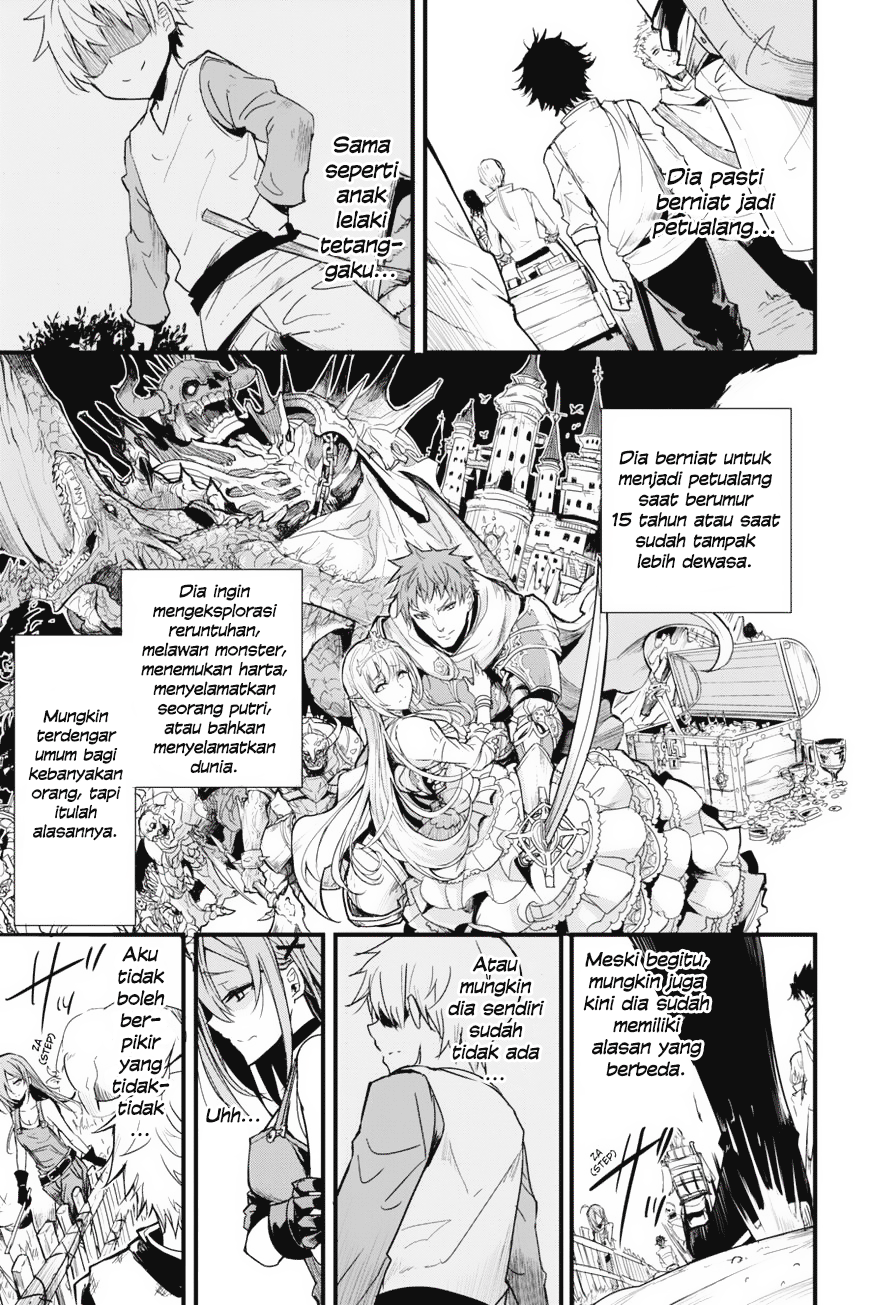 Dia pasti
berniat jadi
petualang...
Sama
seperti
anak
lelaki
tetang-
gaku...
Dia berniat untuk
menjadi petualang
saat berumur
15 tahun atau saat
sudah tampak
lebih dewasa.
Dia ingin
mengeksplorasi
reruntuhan,
melawan monster,
menemukan harta,
menyelamatkan
seorang putri,
atau bahkan
menyelamatkan
dunia.
Mungkin
terdengar
umum bagi
kebanyakan
orang, tapi
itulah
alasannya.
Meski begitu,
mungkin juga
kini dia sudah
memiliki
alasan yang
berbeda.
ZA
(STEP)
Atau
mungkin
dia sendiri
sudah
tidak ada
...
Uhh...
Aku
tidak
boleh
ber-
pikir
yang
tidak-
tidak
...
ZA
(STEP)